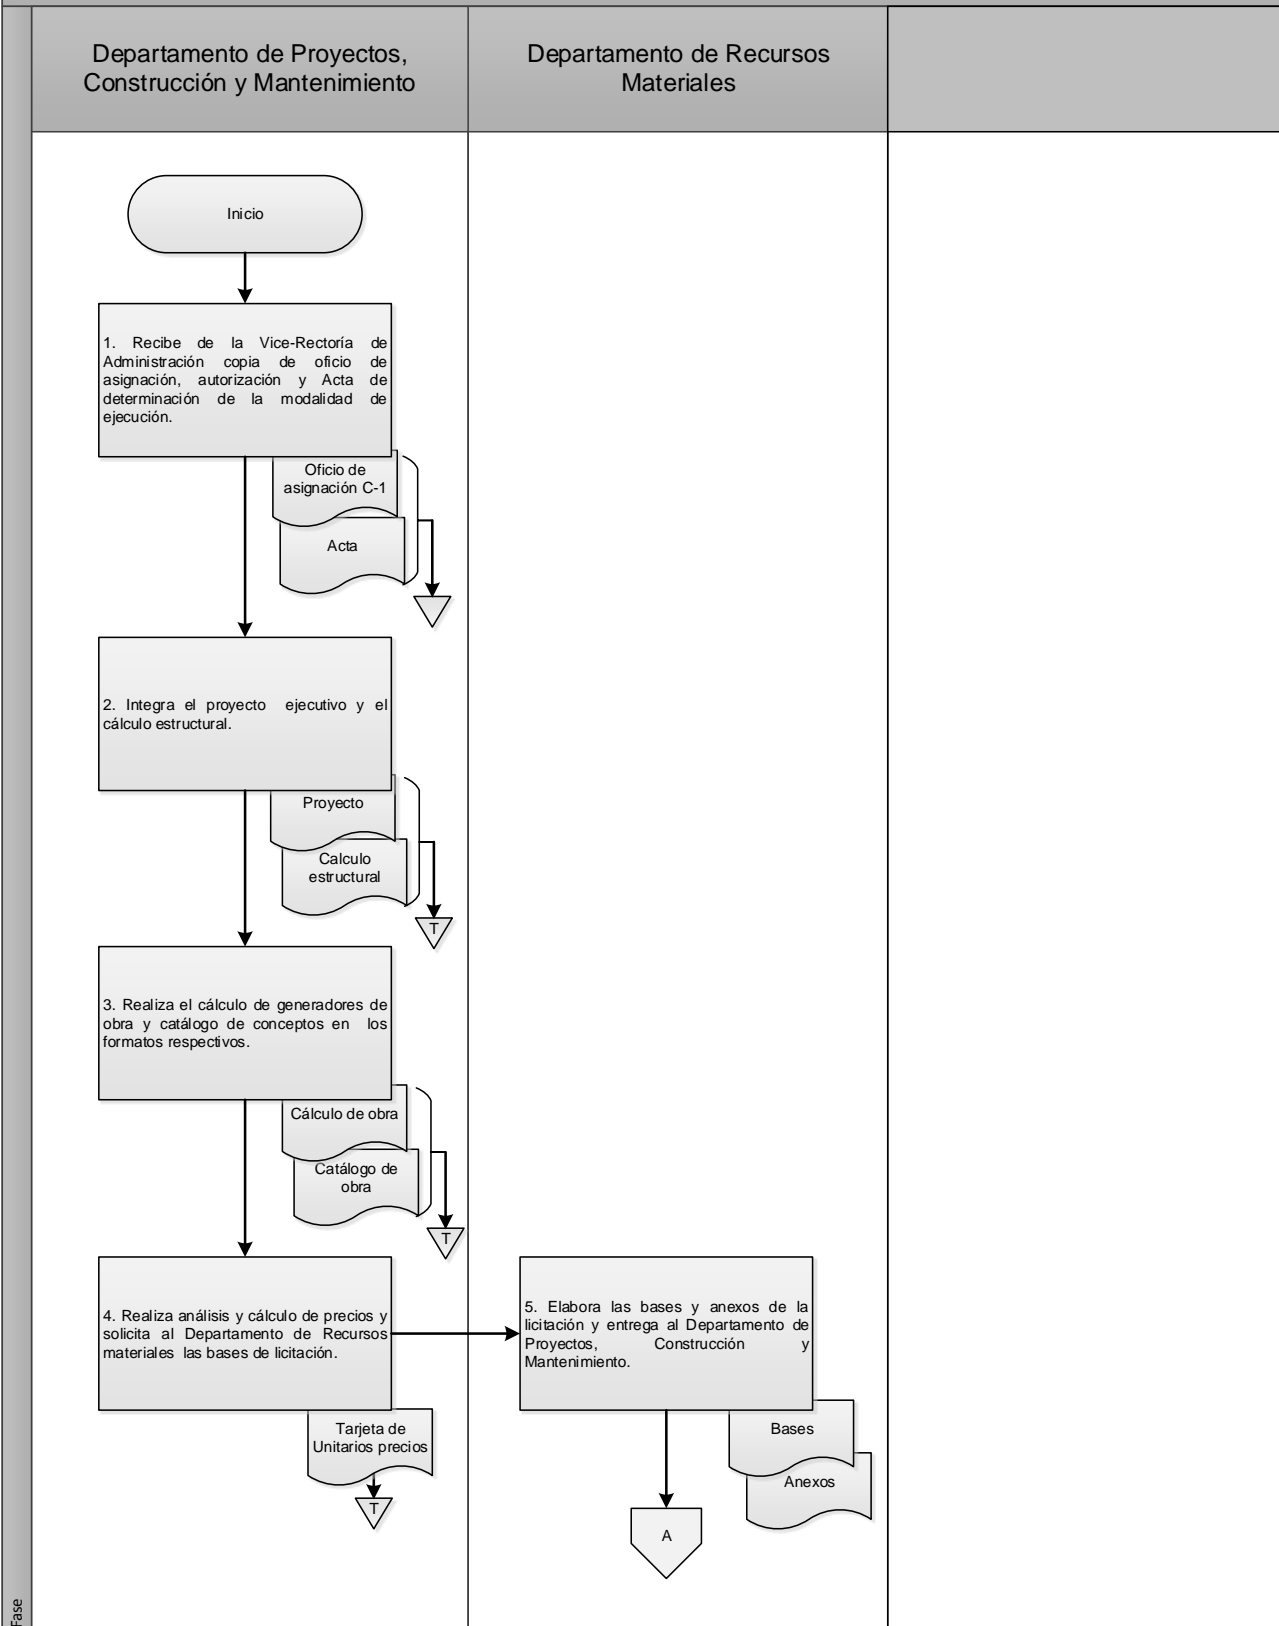 Departamento de Proyectos,
Construcción y Mantenimiento
Departamento de Recursos
Materiales
Inicio
1. Recibe de la Vice-Rectoría de
Administración copia de oficio de
asignación, autorización y Acta de
determinación de la modalidad de
ejecución.
Oficio de
asignación C-1
Acta
2. Integra el proyecto ejecutivo y el
cálculo estructural.
Proyecto
Calculo
estructural
T
3. Realiza el cálculo de generadores de
obra y catálogo de conceptos en los
formatos respectivos.
Cálculo de obra
Catálogo de
obra
T
4. Realiza análisis y cálculo de precios y
solicita al Departamento de Recursos
materiales las bases de licitación.
Tarjeta de
Unitarios precios
T
5. Elabora las bases y anexos de la
licitación y entrega al Departamento de
Proyectos, Construcción y
Mantenimiento.
Bases
Anexos
A
Fase